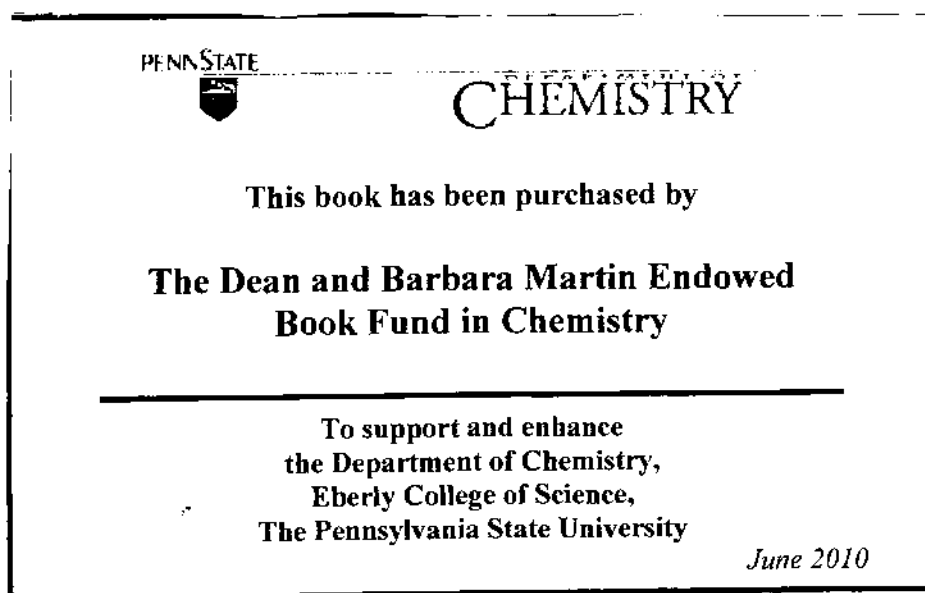 PENNSTATE
CHEMISTRY
This book has been purchased by
The Dean and Barbara Martin Endowed
Book Fund in Chemistry
To support and enhance
the Department of Chemistry,
Eberly College of Science,
The Pennsylvania State University
June 2010